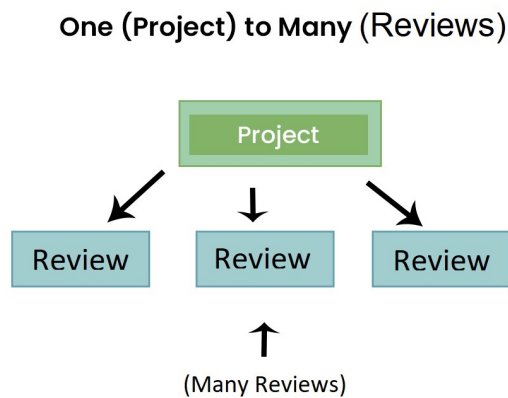 One (Project) to Many (Reviews)
Project
Review
Review
Review
(Many Reviews)